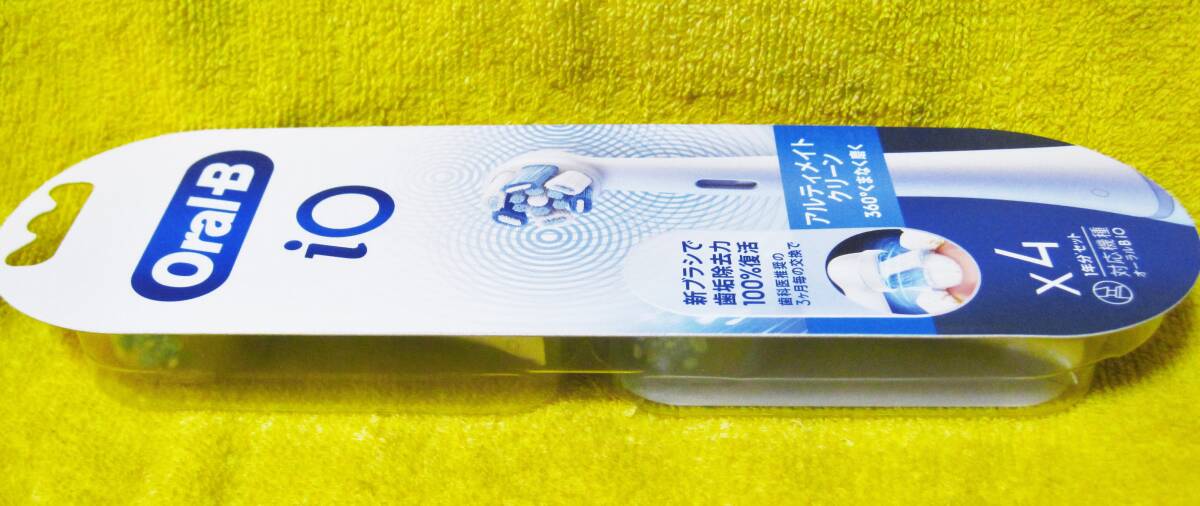 Oral-B
iO
アルティメイト
クリーン
360°くまなく磨く
新ブラシで
歯垢除去力
100%復活
歯科医推奨の
3ヶ月毎の交換で
×4
1年分*セット
対応機種
オーラルB iO